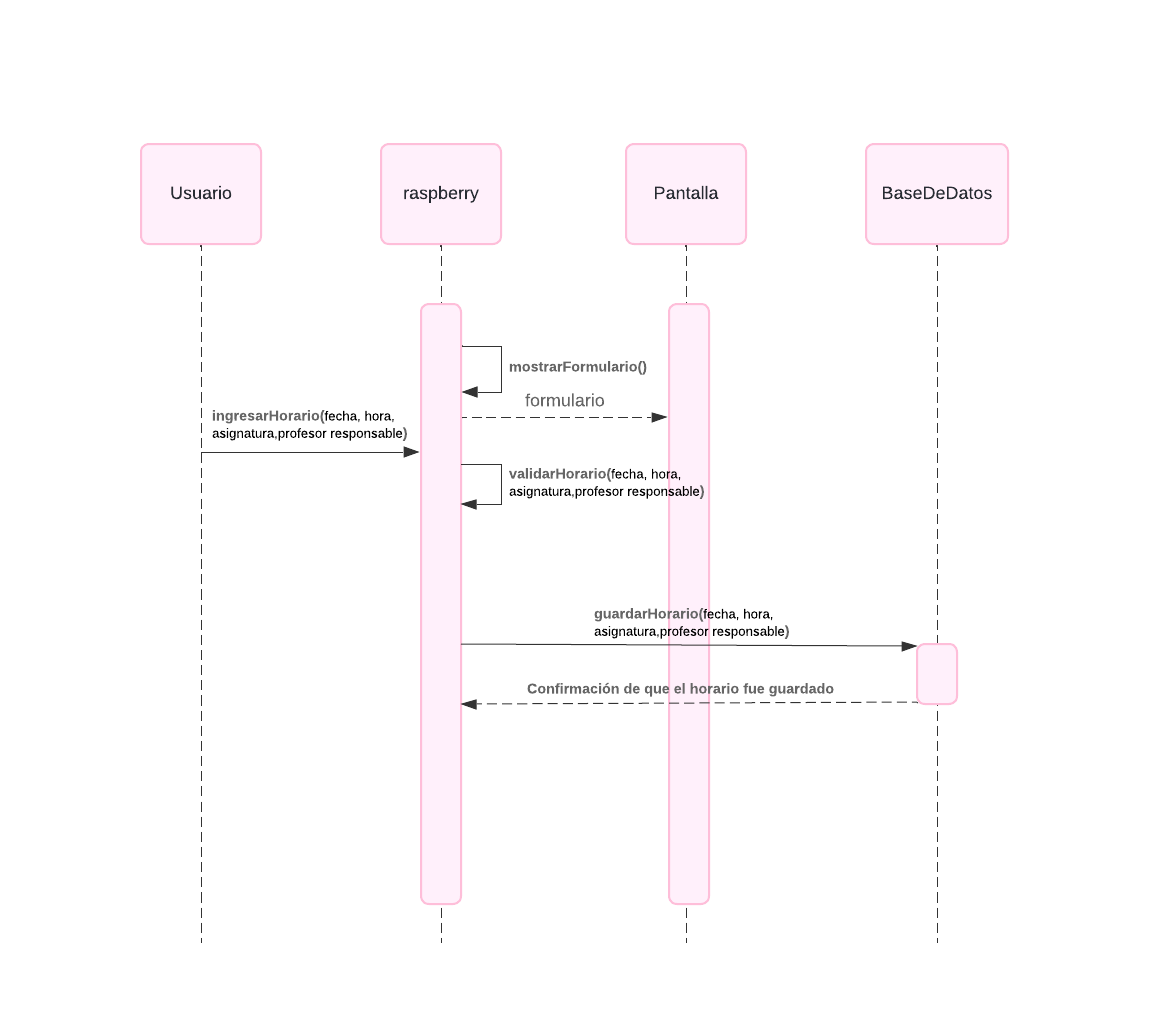 Usuario
raspberry
Pantalla
BaseDeDatos
mostrarFormulario()
formulario
ingresarHorario(fecha, hora,
asignatura,profesor responsable)
validarHorario(fecha, hora,
asignatura,profesor responsable)
guardarHorario(fecha, hora,
asignatura,profesor responsable)
Confirmación de que el horario fue guardado